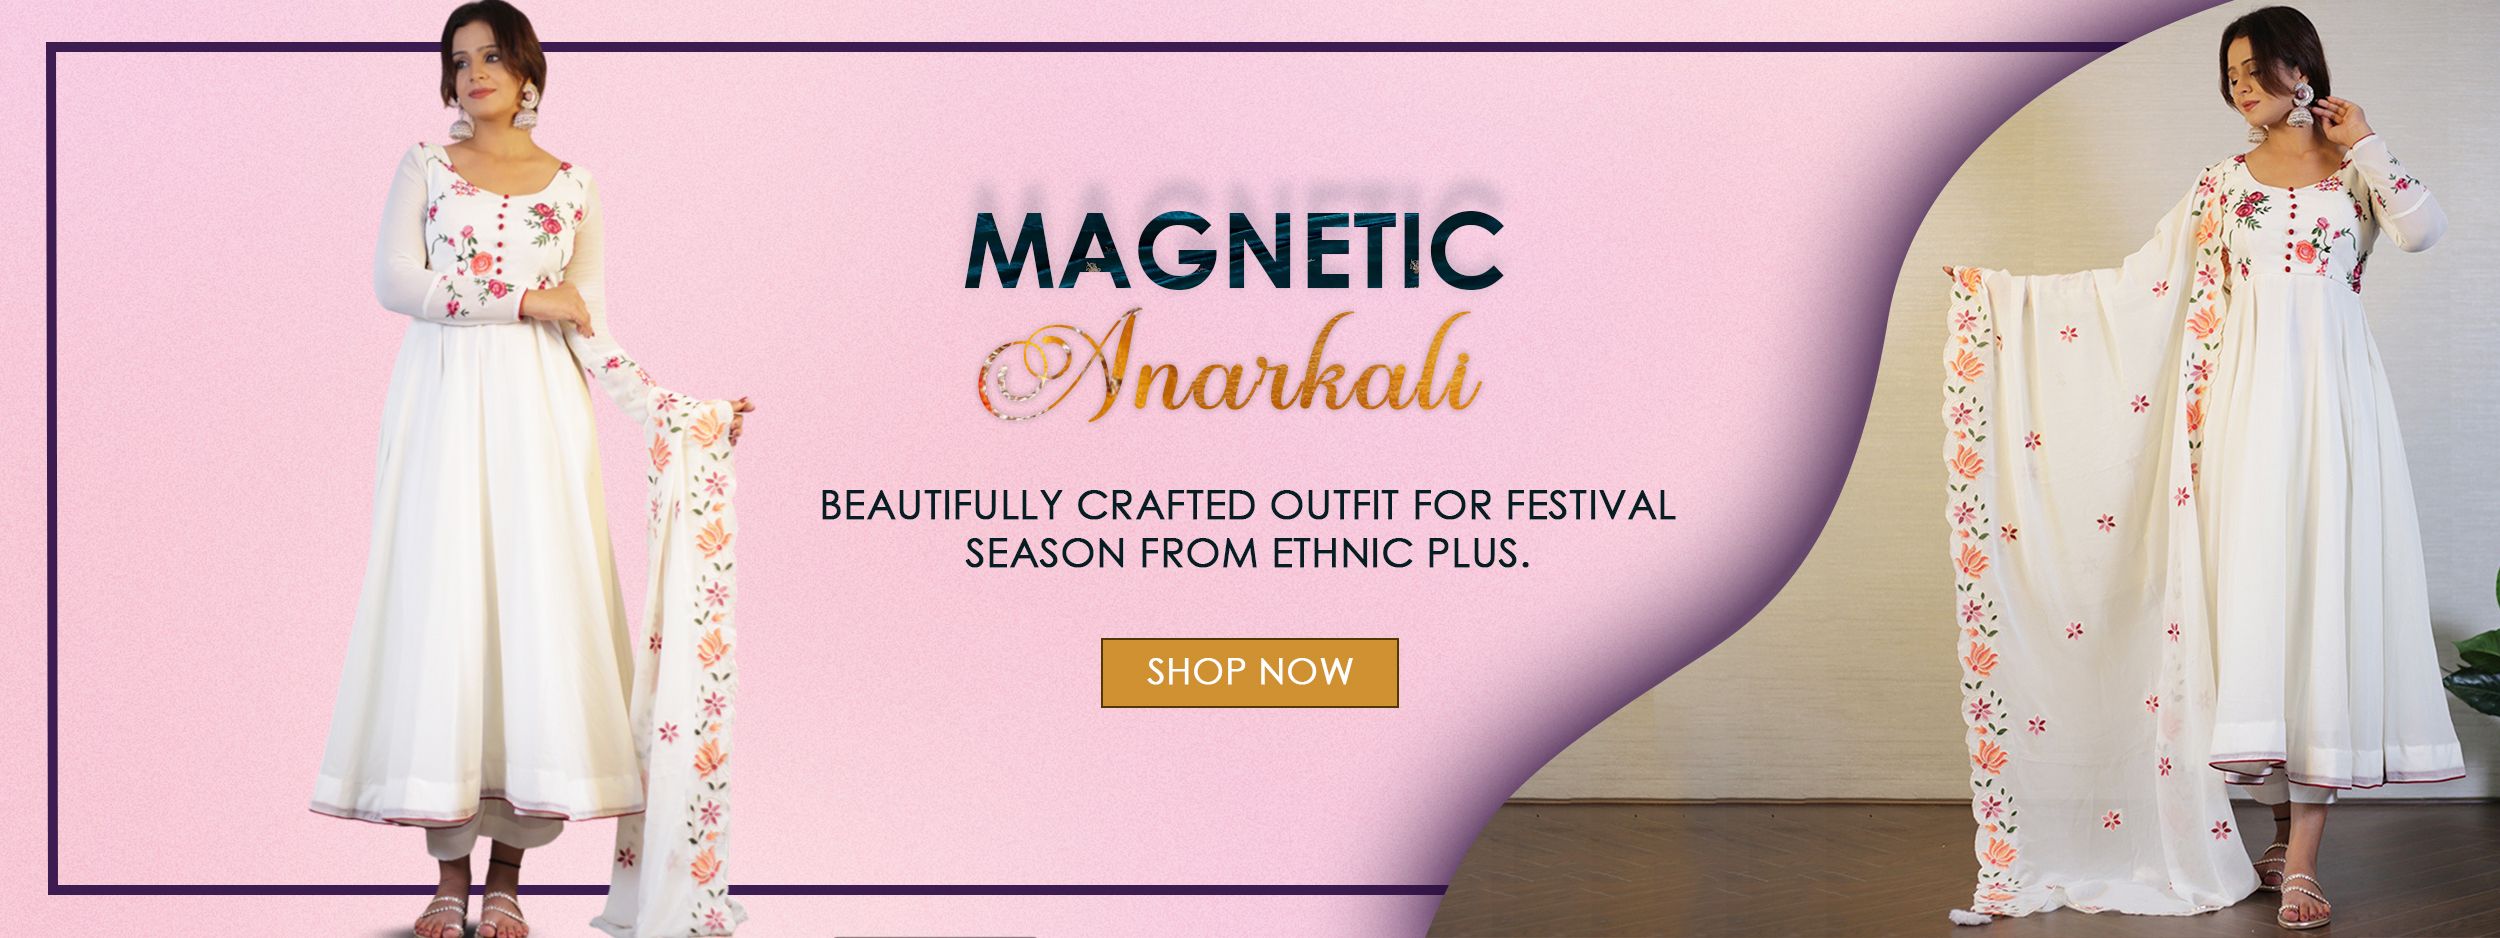 MAGNETIC
Anarkali
BEAUTIFULLY CRAFTED OUTFIT FOR FESTIVAL
SEASON FROM ETHNIC PLUS.
SHOP NOW